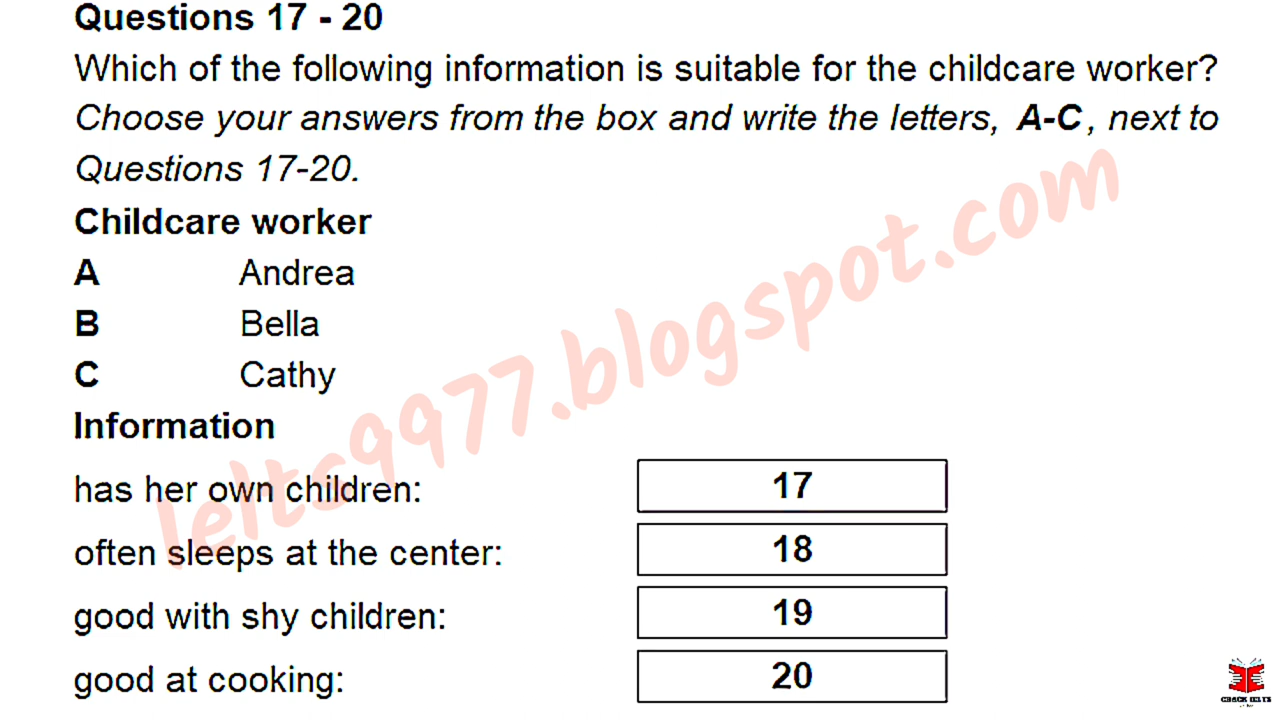 Questions 17 - 20
Which of the following information is suitable for the childcare worker?
Choose your answers from the box and write the letters, A-C, next to
Questions 17-20.
Childcare worker
A Andrea
B Bella
C Cathy
Information
has her own children: 17
often sleeps at the center: 18
good with shy children: 19
good at cooking: 20
Ielts9977.blogspot.com
CRACK IELTS